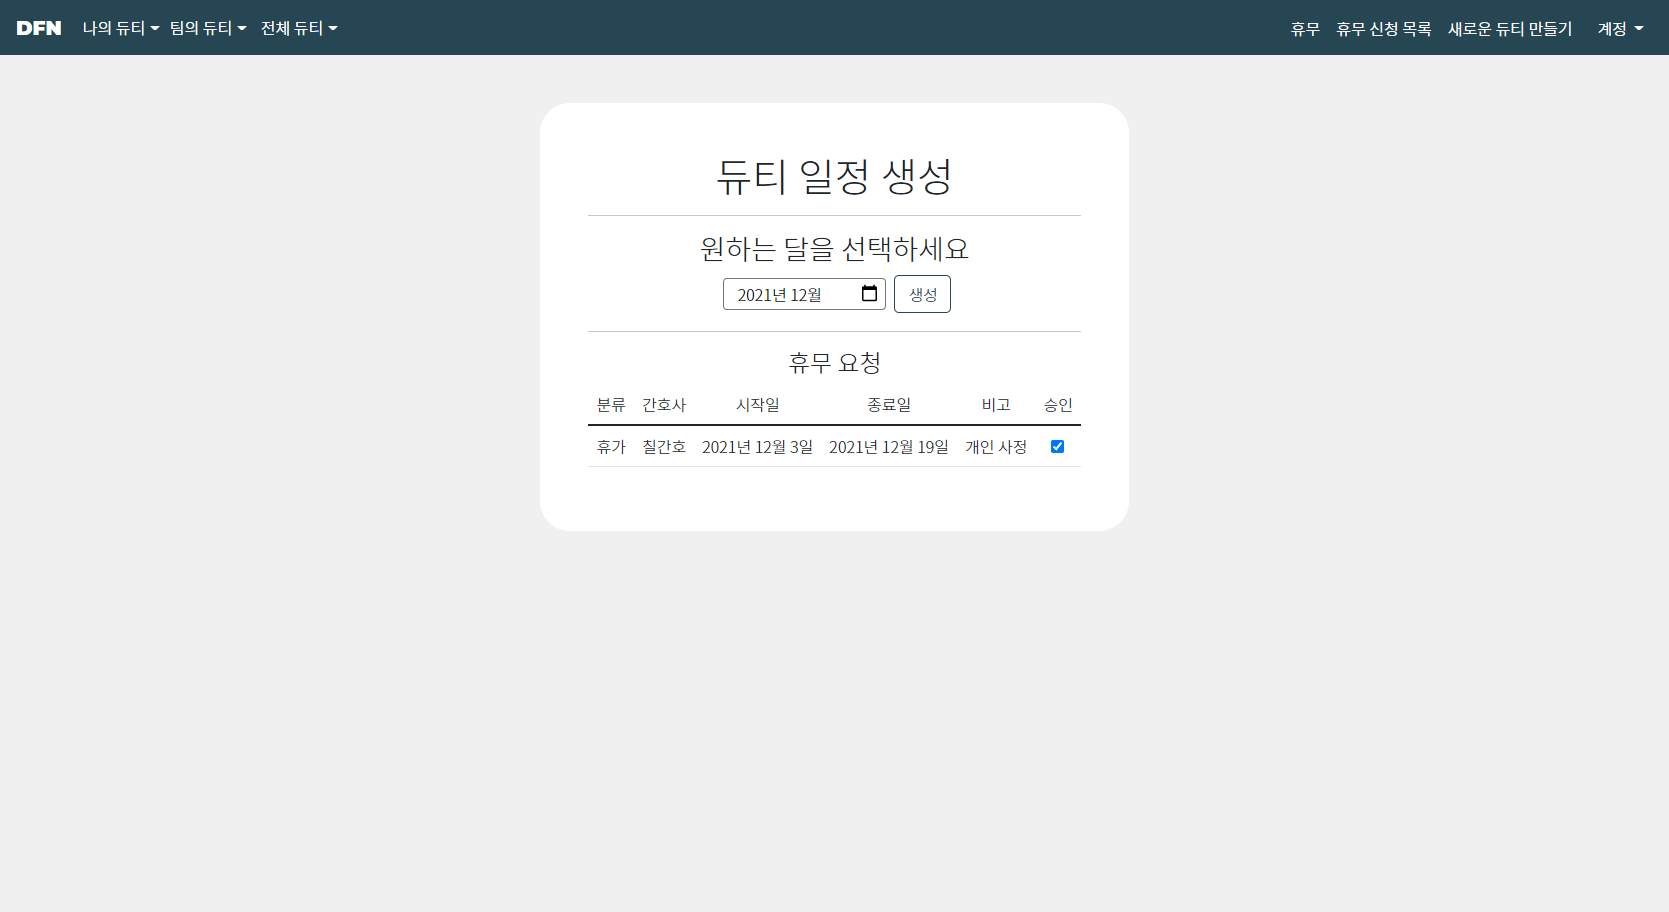 DFN 나의 듀티 팀의 듀티 전체 듀티 휴무 휴무 신청 목록 새로운 듀티 만들기 계정
듀티 일정 생성
원하는 달을 선택하세요
2021년 12월 생성
휴무 요청
분류 간호사 시작일 종료일 비고 승인
휴가 칠간호 2021년 12월 3일 2021년 12월 19일 개인 사정